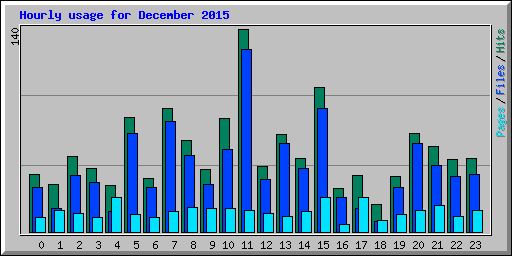 Hourly usage for December 2015
140
Pages/Files/Hits
0 1 2 3 4 5 6 7 8 9 10 11 12 13 14 15 16 17 18 19 20 21 22 23